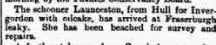 The schooner Launceston, from Hull for Inver-
gordon with oilcake, has arrived at Fraserburgh
leaky. She has been beached for survey and
repairs.